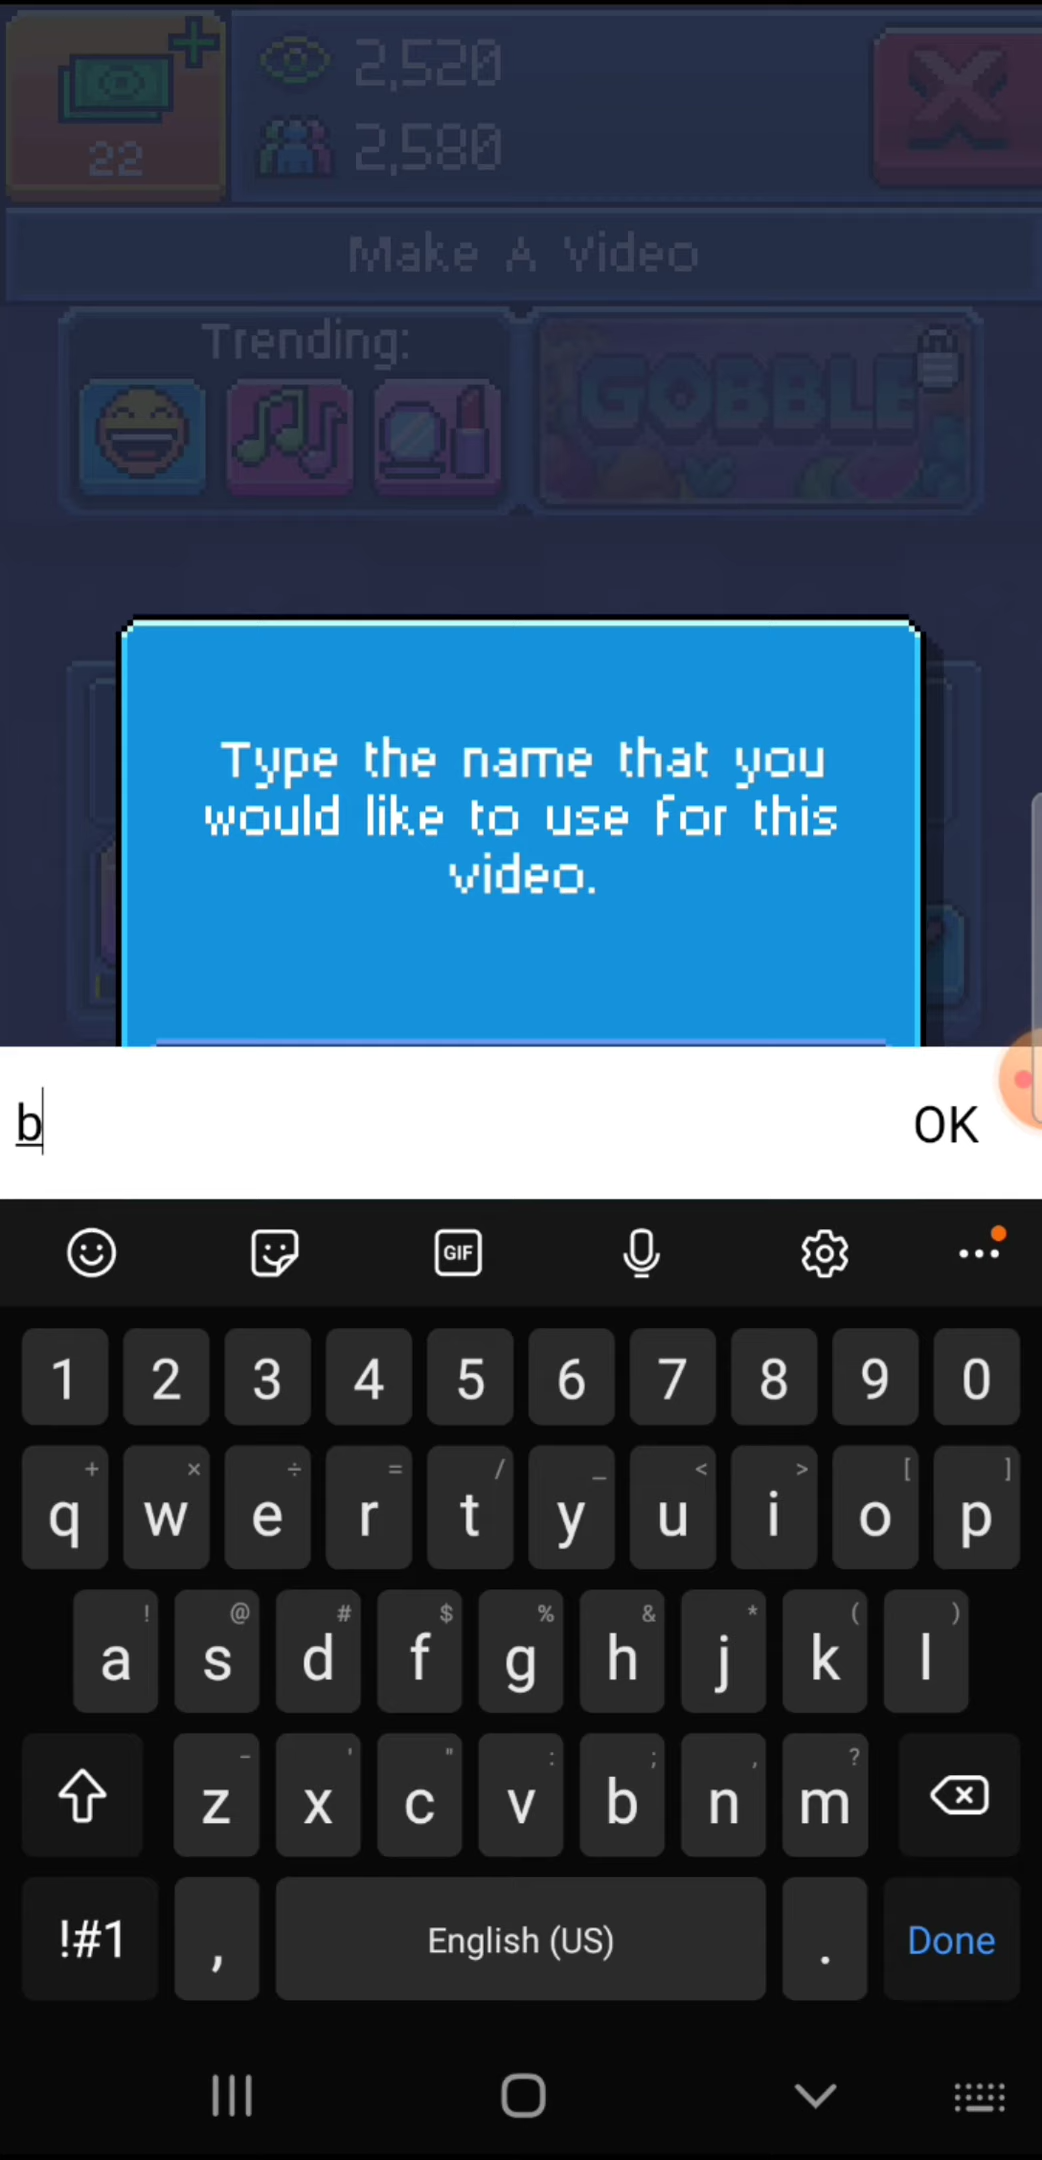 2,520
22
2,580
Make A Video
Trending:
GOBBLE
Type the name that you
would like to use for this
video.
b
OK
GIF
1 2 3 4 5 6 7 8 9 0
+ × ÷ = / _ < > [ ]
q w e r t y u i o p
! @ # $ % & * ( )
a s d f g h j k l
- ' " : ; , ?
z x c v b n m
!#1 , English (US) . Done